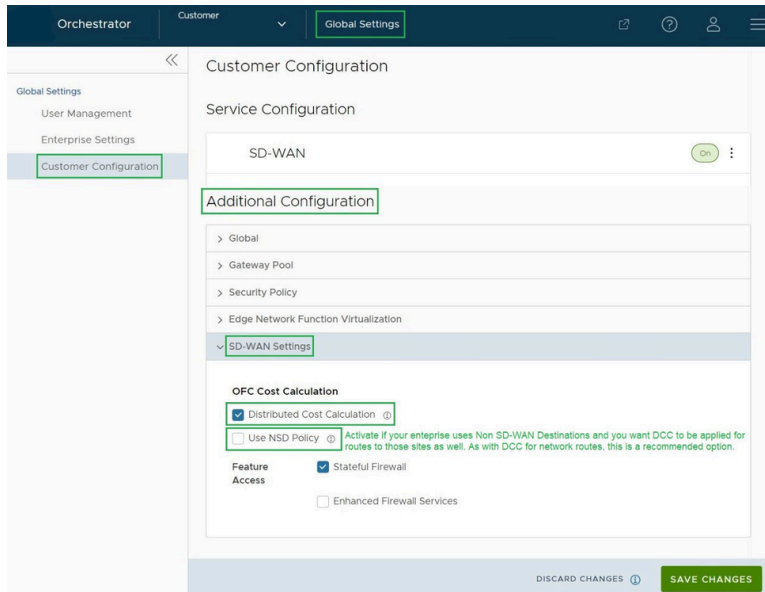 Orchestrator
Customer
Global Settings
Customer Configuration
Global Settings
User Management
Enterprise Settings
Customer Configuration
Service Configuration
SD-WAN
On
Additional Configuration
Global
Gateway Pool
Security Policy
Edge Network Function Virtualization
SD-WAN Settings
OFC Cost Calculation
Distributed Cost Calculation
Use NSD Policy
Activate if your enteprise uses Non SD-WAN Destinations and you want DCC to be applied for
routes to those sites as well. As with DCC for network routes, this is a recommended option.
Feature
Access
Stateful Firewall
Enhanced Firewall Services
DISCARD CHANGES
SAVE CHANGES